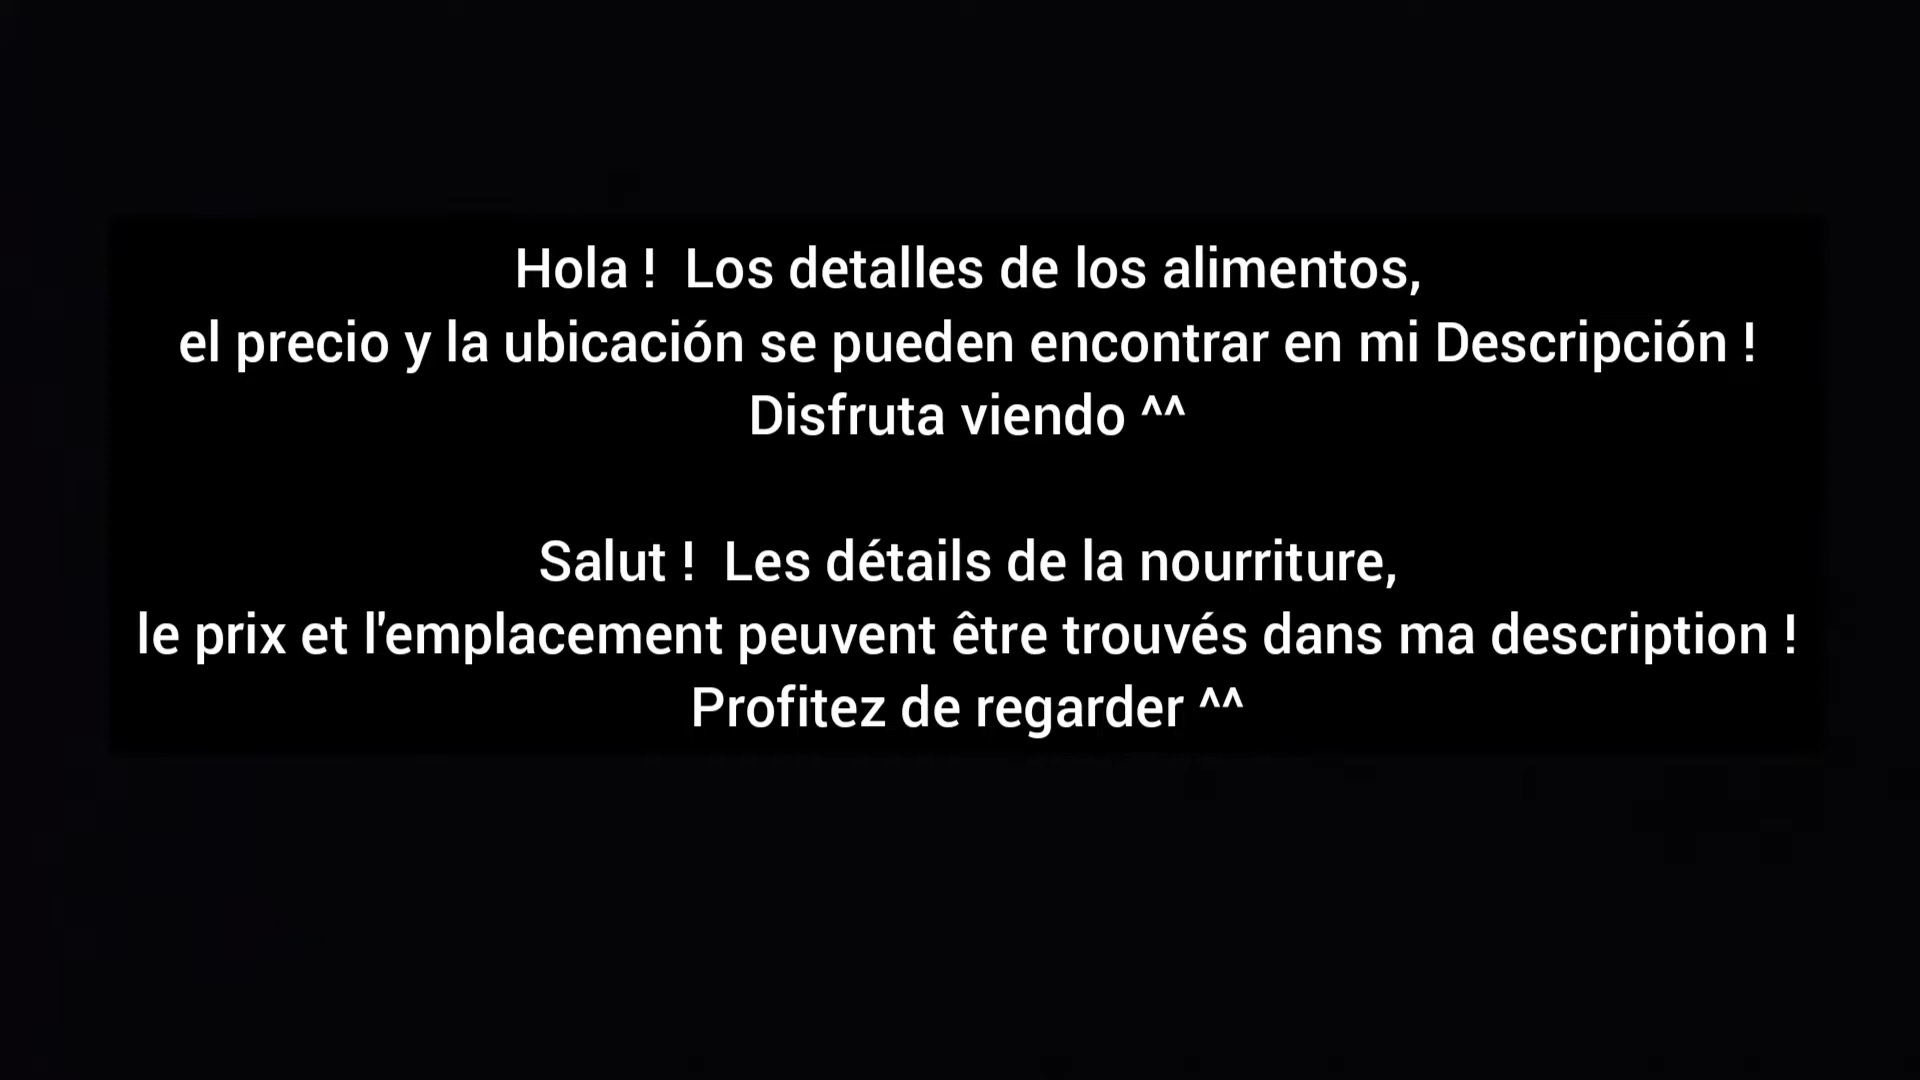 Hola !  Los detalles de los alimentos,
el precio y la ubicación se pueden encontrar en mi Descripción !
Disfruta viendo ^^
Salut !  Les détails de la nourriture,
le prix et l'emplacement peuvent être trouvés dans ma description !
Profitez de regarder ^^